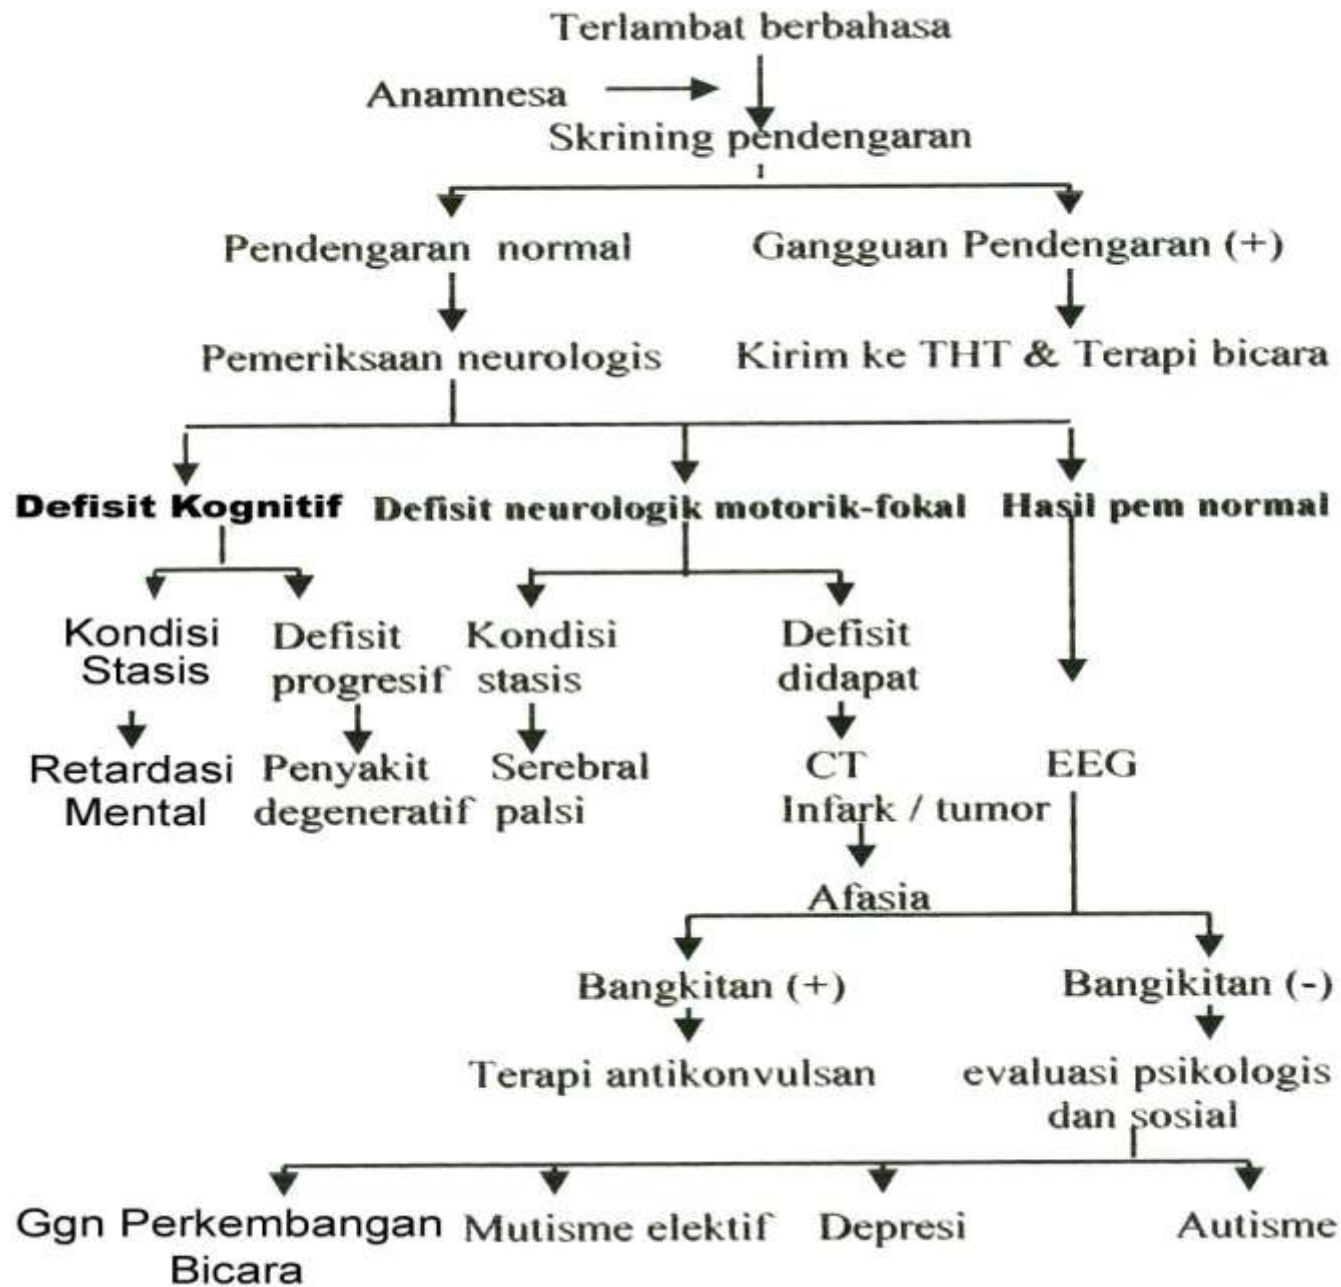 Terlambat berbahasa
Anamnesa
Skrining pendengaran
Pendengaran normal
Gangguan Pendengaran (+)
Pemeriksaan neurologis
Kirim ke THT & Terapi bicara
Defisit Kognitif
Defisit neurologik motorik-fokal
Hasil pem normal
Kondisi
Stasis
Defisit
progresif
Kondisi
stasis
Defisit
didapat
Retardasi
Mental
Penyakit
degeneratif
Serebral
palsi
CT
Infark / tumor
EEG
Afasia
Bangkitan (+)
Bangikitan (-)
Terapi antikonvulsan
evaluasi psikologis
dan sosial
Ggn Perkembangan
Bicara
Mutisme elektif
Depresi
Autisme